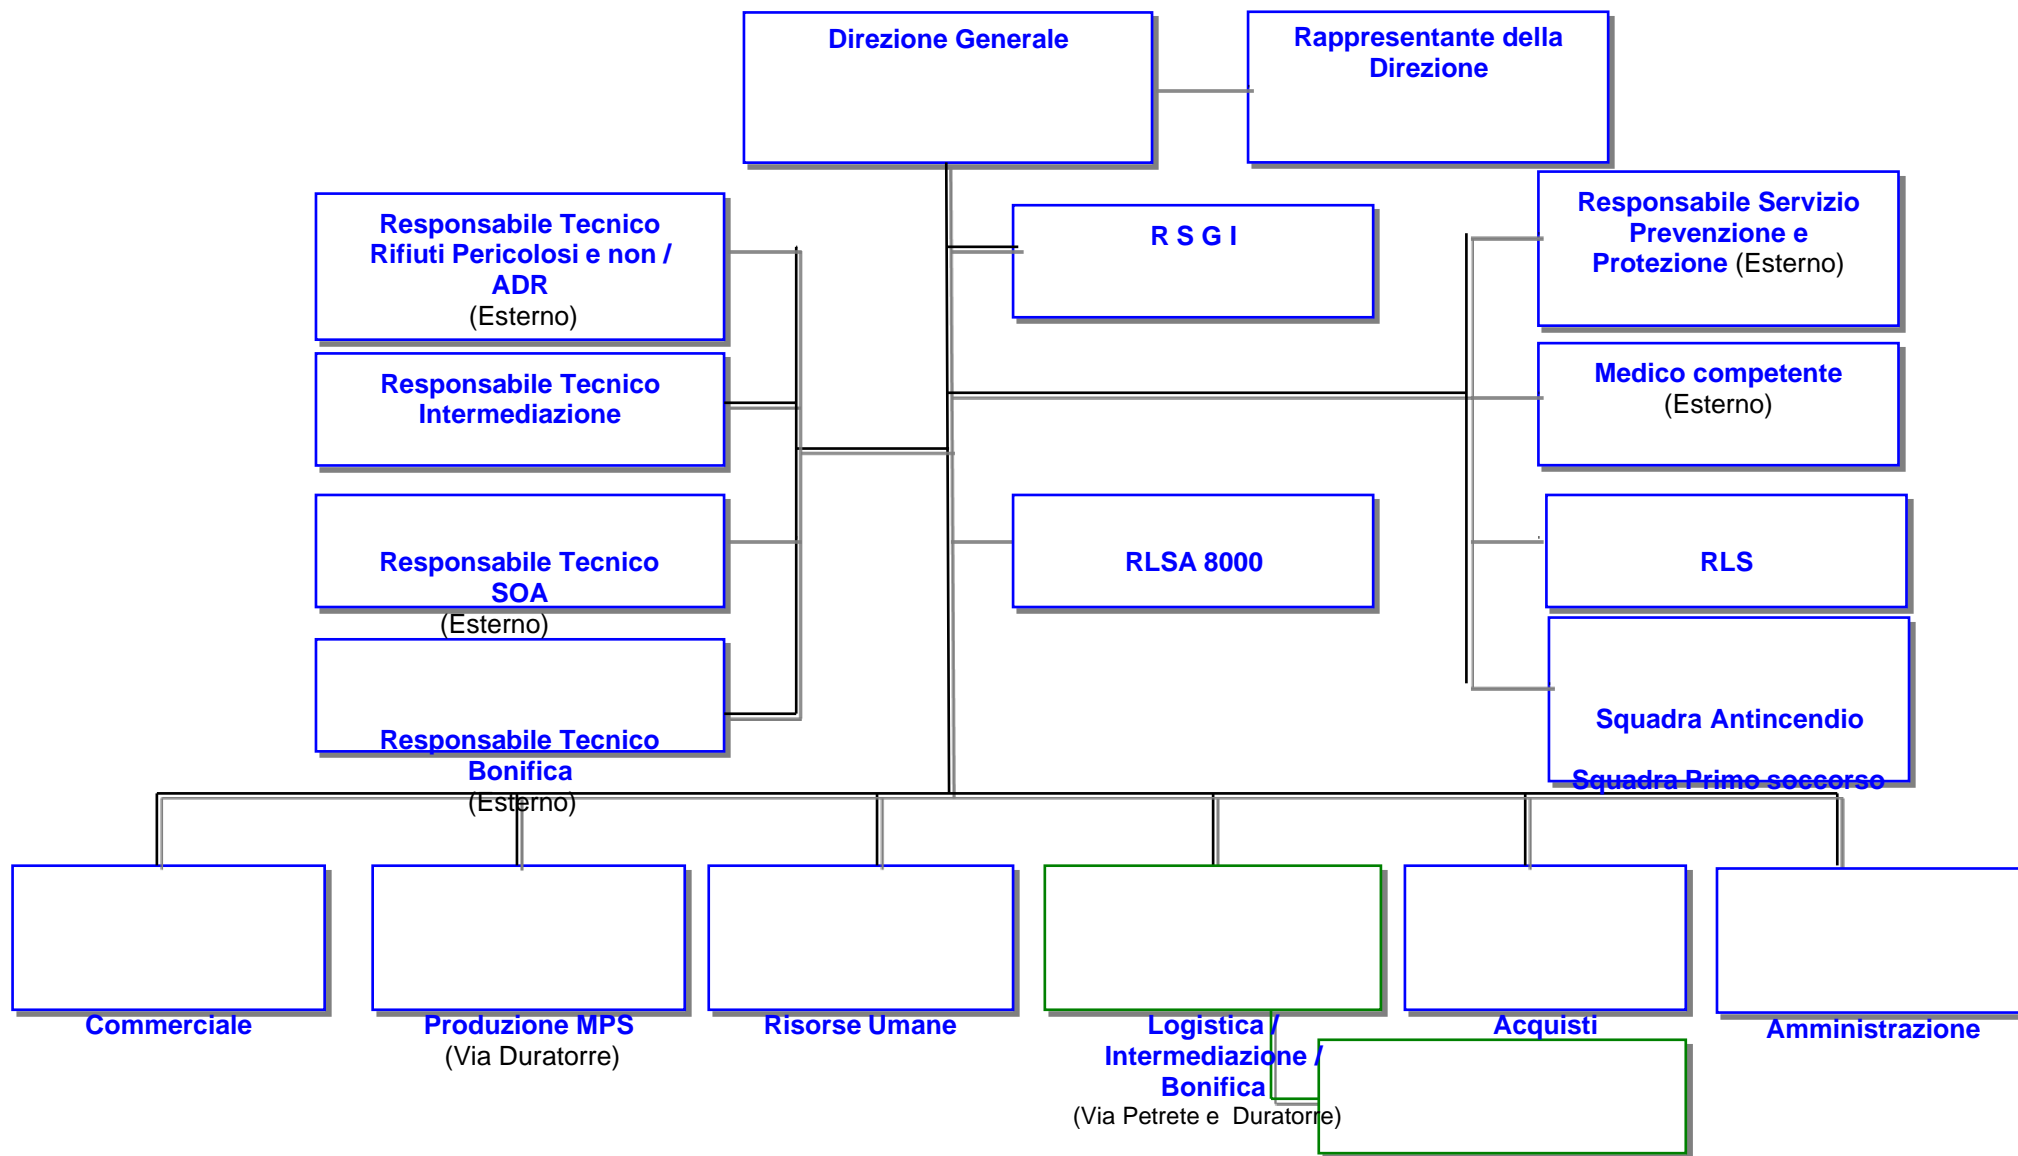 Direzione Generale
Rappresentante della
Direzione
Responsabile Tecnico
Rifiuti Pericolosi e non /
ADR
(Esterno)
R S G I
Responsabile Servizio
Prevenzione e
Protezione (Esterno)
Responsabile Tecnico
Intermediazione
Medico competente
(Esterno)
Responsabile Tecnico
SOA
(Esterno)
RLSA 8000
RLS
Responsabile Tecnico
Bonifica
(Esterno)
Squadra Antincendio
Squadra Primo soccorso
Commerciale
Produzione MPS
(Via Duratorre)
Risorse Umane
Logistica /
Intermediazione /
Bonifica
(Via Petrete e  Duratorre)
Acquisti
Amministrazione